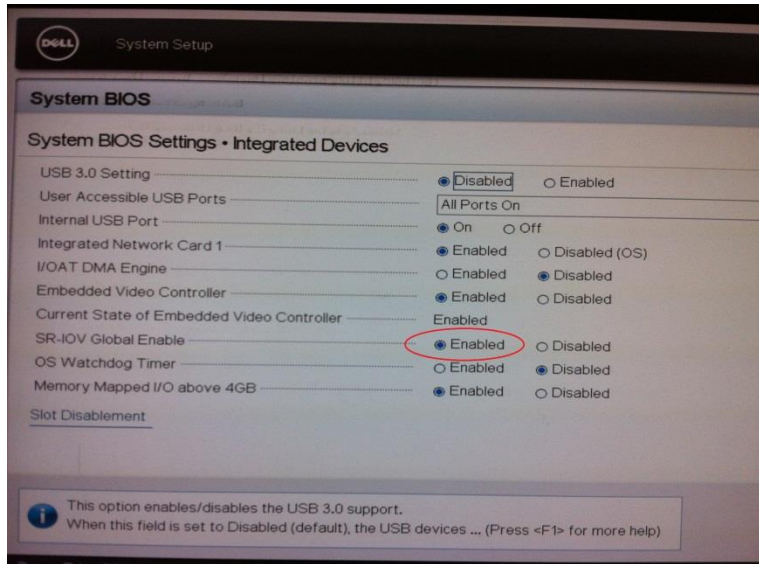 DELL
System Setup
System BIOS
System BIOS Settings • Integrated Devices
USB 3.0 Setting Disabled Enabled
User Accessible USB Ports All Ports On
Internal USB Port On Off
Integrated Network Card 1 Enabled Disabled (OS)
I/OAT DMA Engine Enabled Disabled
Embedded Video Controller Enabled Disabled
Current State of Embedded Video Controller Enabled
SR-IOV Global Enable Enabled Disabled
OS Watchdog Timer Enabled Disabled
Memory Mapped I/O above 4GB Enabled Disabled
Slot Disablement
This option enables/disables the USB 3.0 support.
When this field is set to Disabled (default), the USB devices ... (Press <F1> for more help)